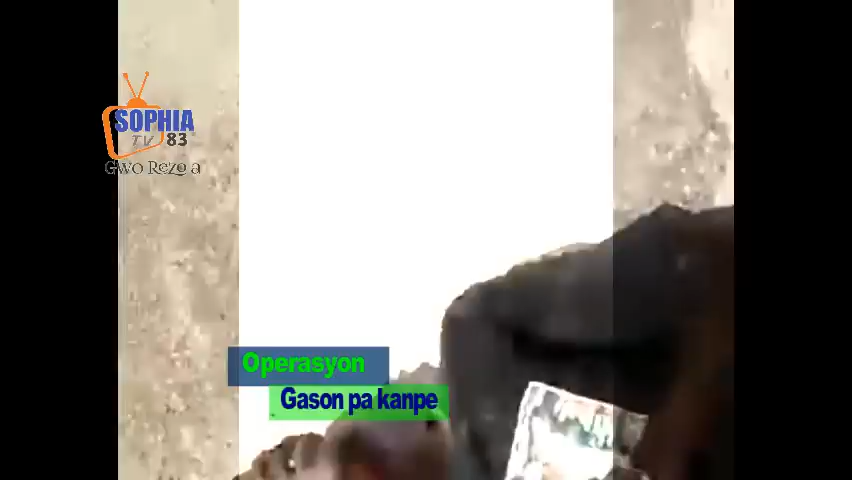 SOPHIA
TV 83
Gwo Rezo a
Operasyon
Gason pa kanpe